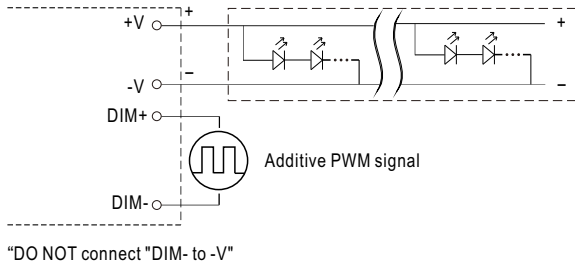 +V + +
-V – –
DIM+
Additive PWM signal
DIM-
“DO NOT connect "DIM- to -V"